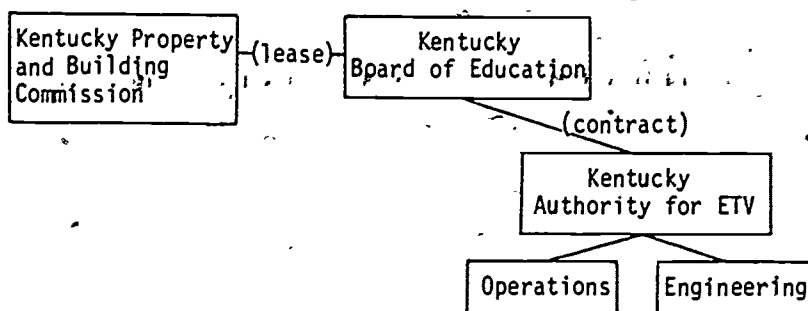 Kentucky Property
and Building
Commission
(lease)
Kentucky
Board of Education
(contract)
Kentucky
Authority for ETV
Operations
Engineering